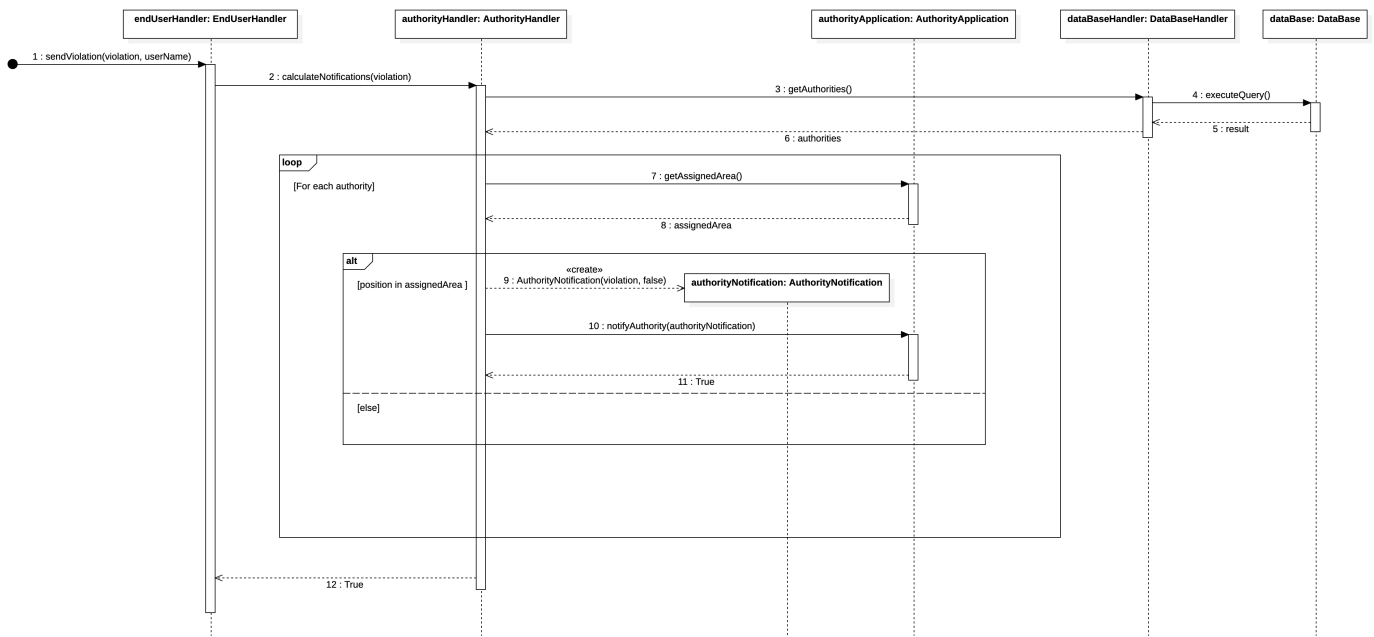 endUserHandler: EndUserHandler
authorityHandler: AuthorityHandler
authorityApplication: AuthorityApplication
dataBaseHandler: DataBaseHandler
dataBase: DataBase
1 : sendViolation(violation, userName)
2 : calculateNotifications(violation)
3 : getAuthorities()
4 : executeQuery()
5 : result
6 : authorities
loop
[For each authority]
7 : getAssignedArea()
8 : assignedArea
alt
[position in assignedArea ]
«create»
9 : AuthorityNotification(violation, false)
authorityNotification: AuthorityNotification
10 : notifyAuthority(authorityNotification)
11 : True
[else]
12 : True